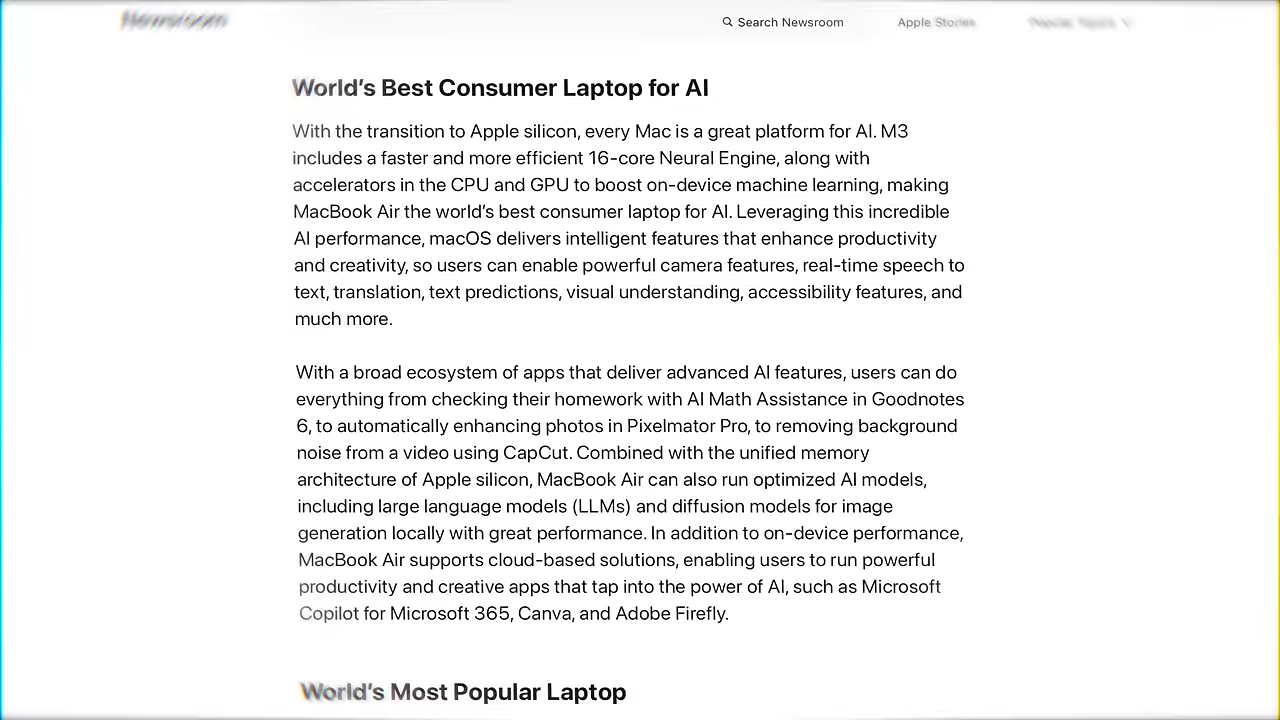 Newsroom
Search Newsroom
Apple Stories
Popular Topics
World's Best Consumer Laptop for AI
With the transition to Apple silicon, every Mac is a great platform for AI. M3
includes a faster and more efficient 16-core Neural Engine, along with
accelerators in the CPU and GPU to boost on-device machine learning, making
MacBook Air the world's best consumer laptop for AI. Leveraging this incredible
AI performance, macOS delivers intelligent features that enhance productivity
and creativity, so users can enable powerful camera features, real-time speech to
text, translation, text predictions, visual understanding, accessibility features, and
much more.
With a broad ecosystem of apps that deliver advanced AI features, users can do
everything from checking their homework with AI Math Assistance in Goodnotes
6, to automatically enhancing photos in Pixelmator Pro, to removing background
noise from a video using CapCut. Combined with the unified memory
architecture of Apple silicon, MacBook Air can also run optimized AI models,
including large language models (LLMs) and diffusion models for image
generation locally with great performance. In addition to on-device performance,
MacBook Air supports cloud-based solutions, enabling users to run powerful
productivity and creative apps that tap into the power of AI, such as Microsoft
Copilot for Microsoft 365, Canva, and Adobe Firefly.
World's Most Popular Laptop